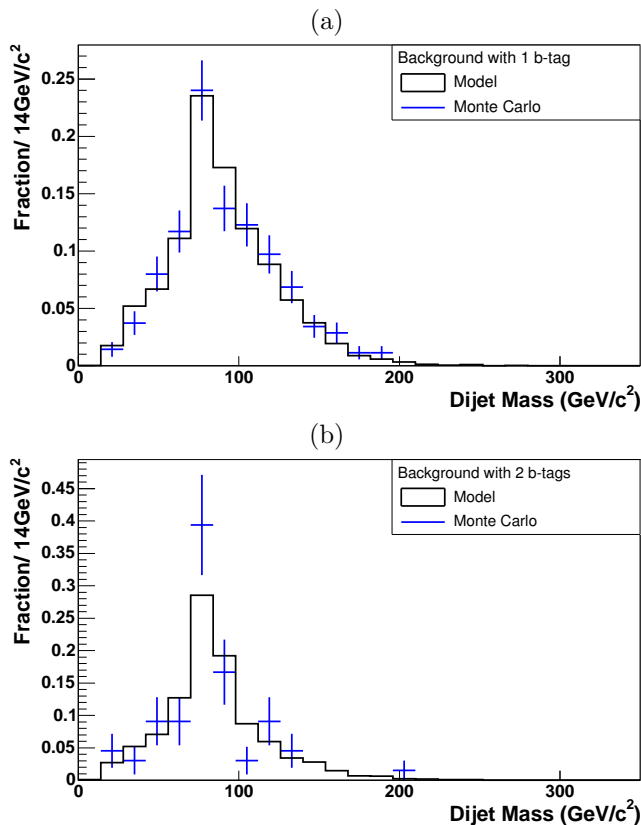 (a)
Fraction/ 14GeV/c²
0.25
0.2
0.15
0.1
0.05
0
Background with 1 b-tag
Model
Monte Carlo
0 100 200 300
Dijet Mass (GeV/c²)
(b)
Fraction/ 14GeV/c²
0.45
0.4
0.35
0.3
0.25
0.2
0.15
0.1
0.05
0
Background with 2 b-tags
Model
Monte Carlo
0 100 200 300
Dijet Mass (GeV/c²)